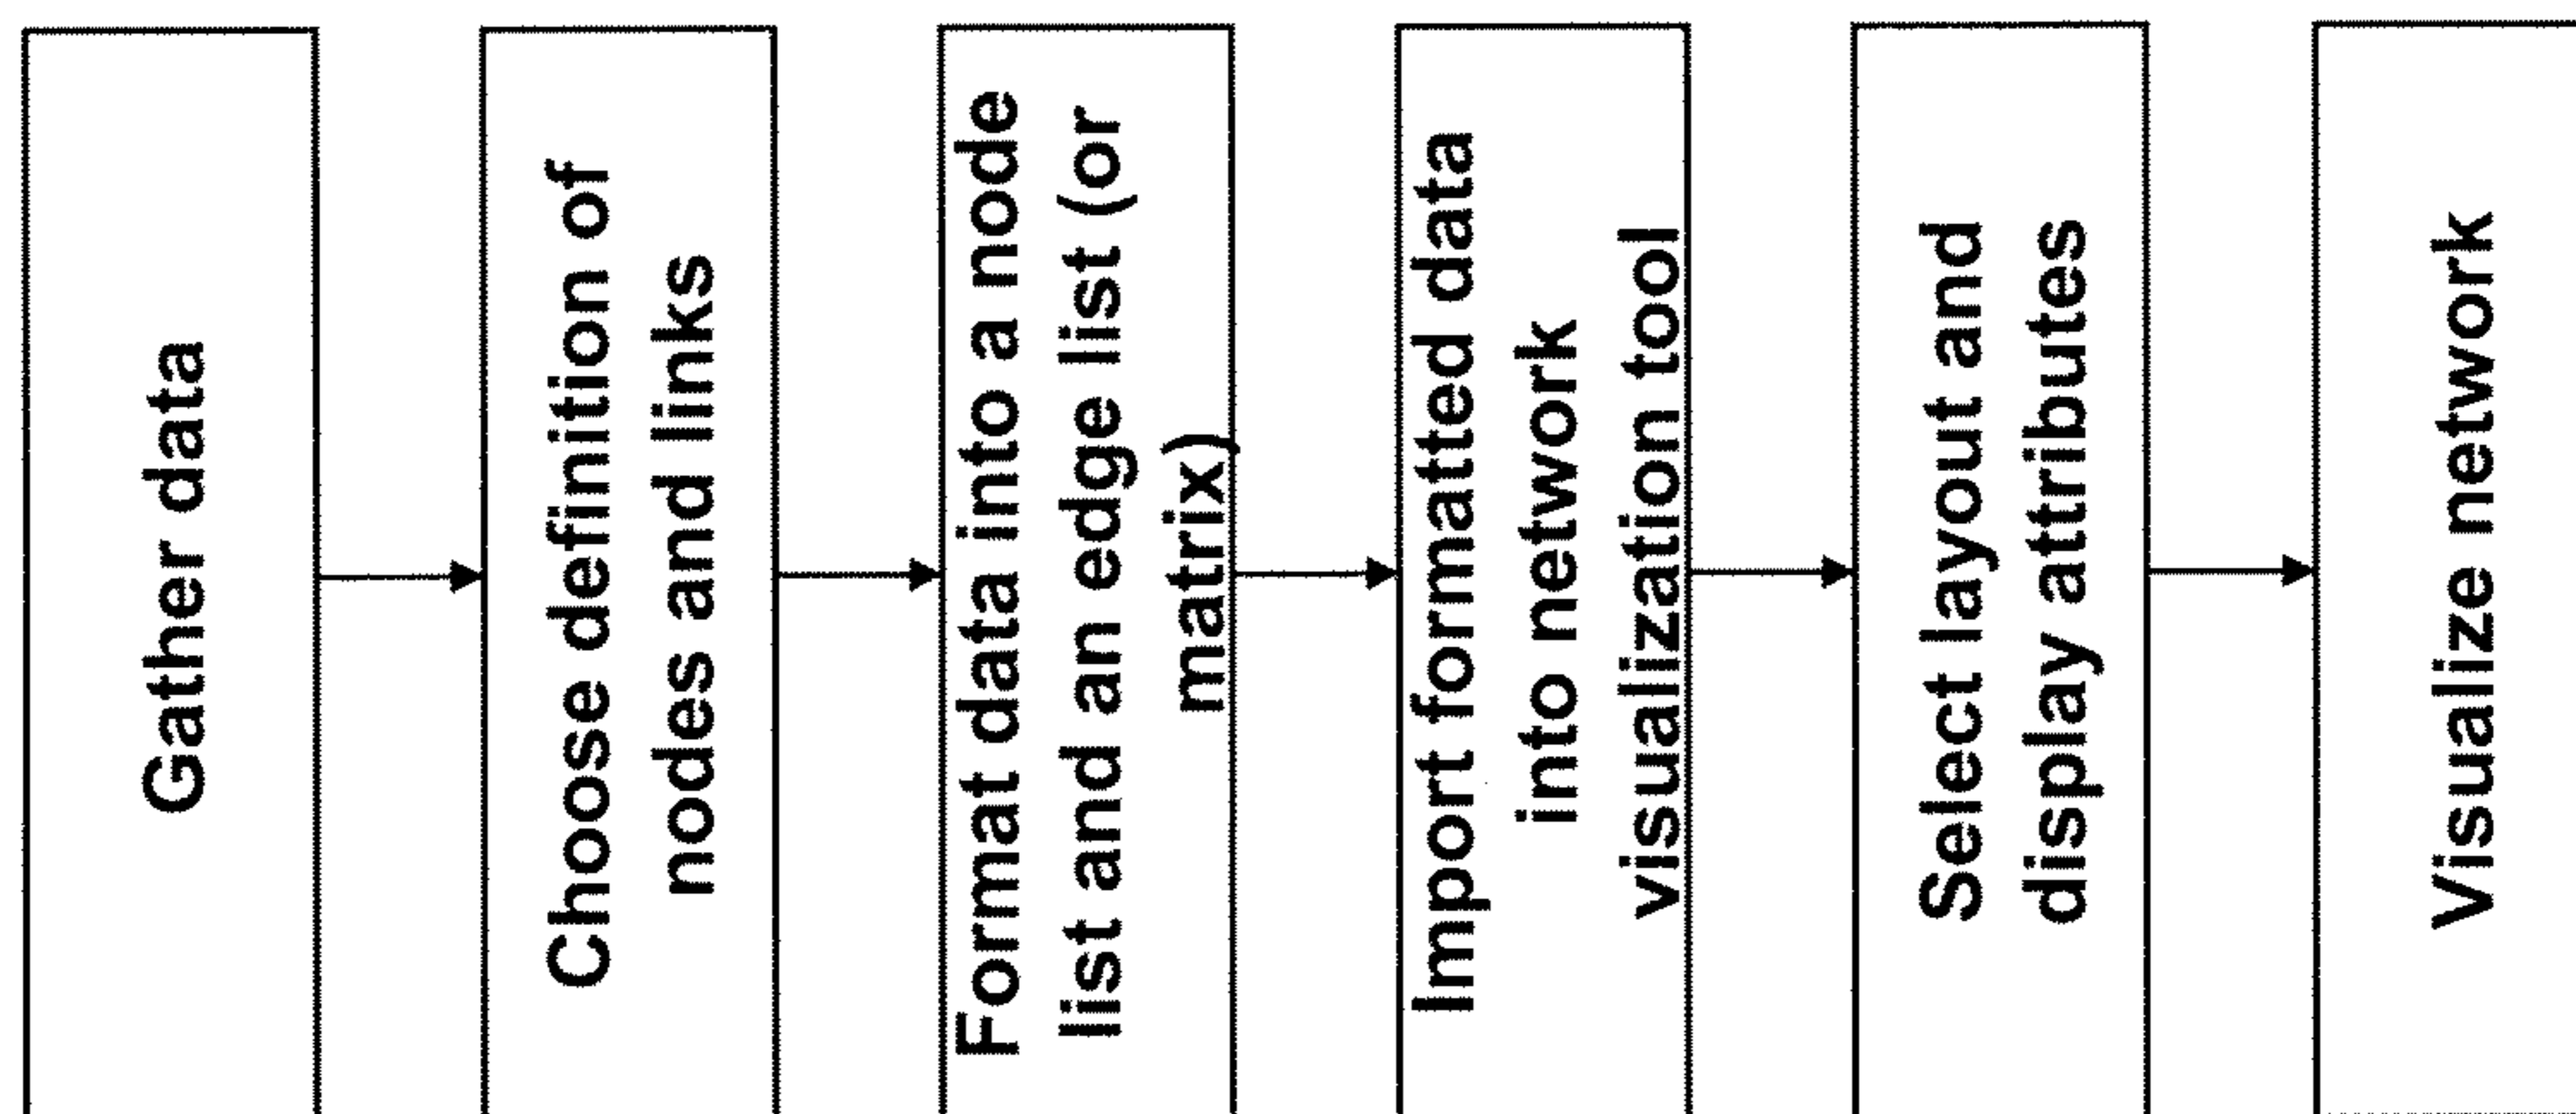 Gather data
Choose definition of
nodes and links
Format data into a node
list and an edge list (or
matrix)
Import formatted data
into network
visualization tool
Select layout and
display attributes
Visualize network